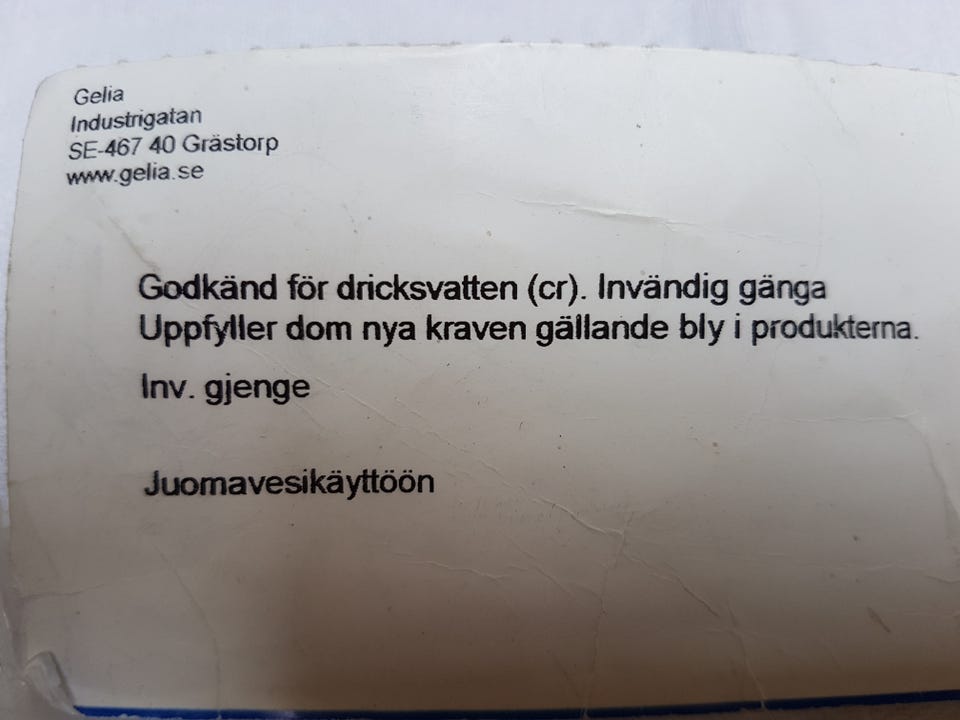 Gelia
Industrigatan
SE-467 40 Grästorp
www.gelia.se
Godkänd för dricksvatten (cr). Invändig gänga
Uppfyller dom nya kraven gällande bly i produkterna.
Inv. gjenge
Juomavesikäyttöön